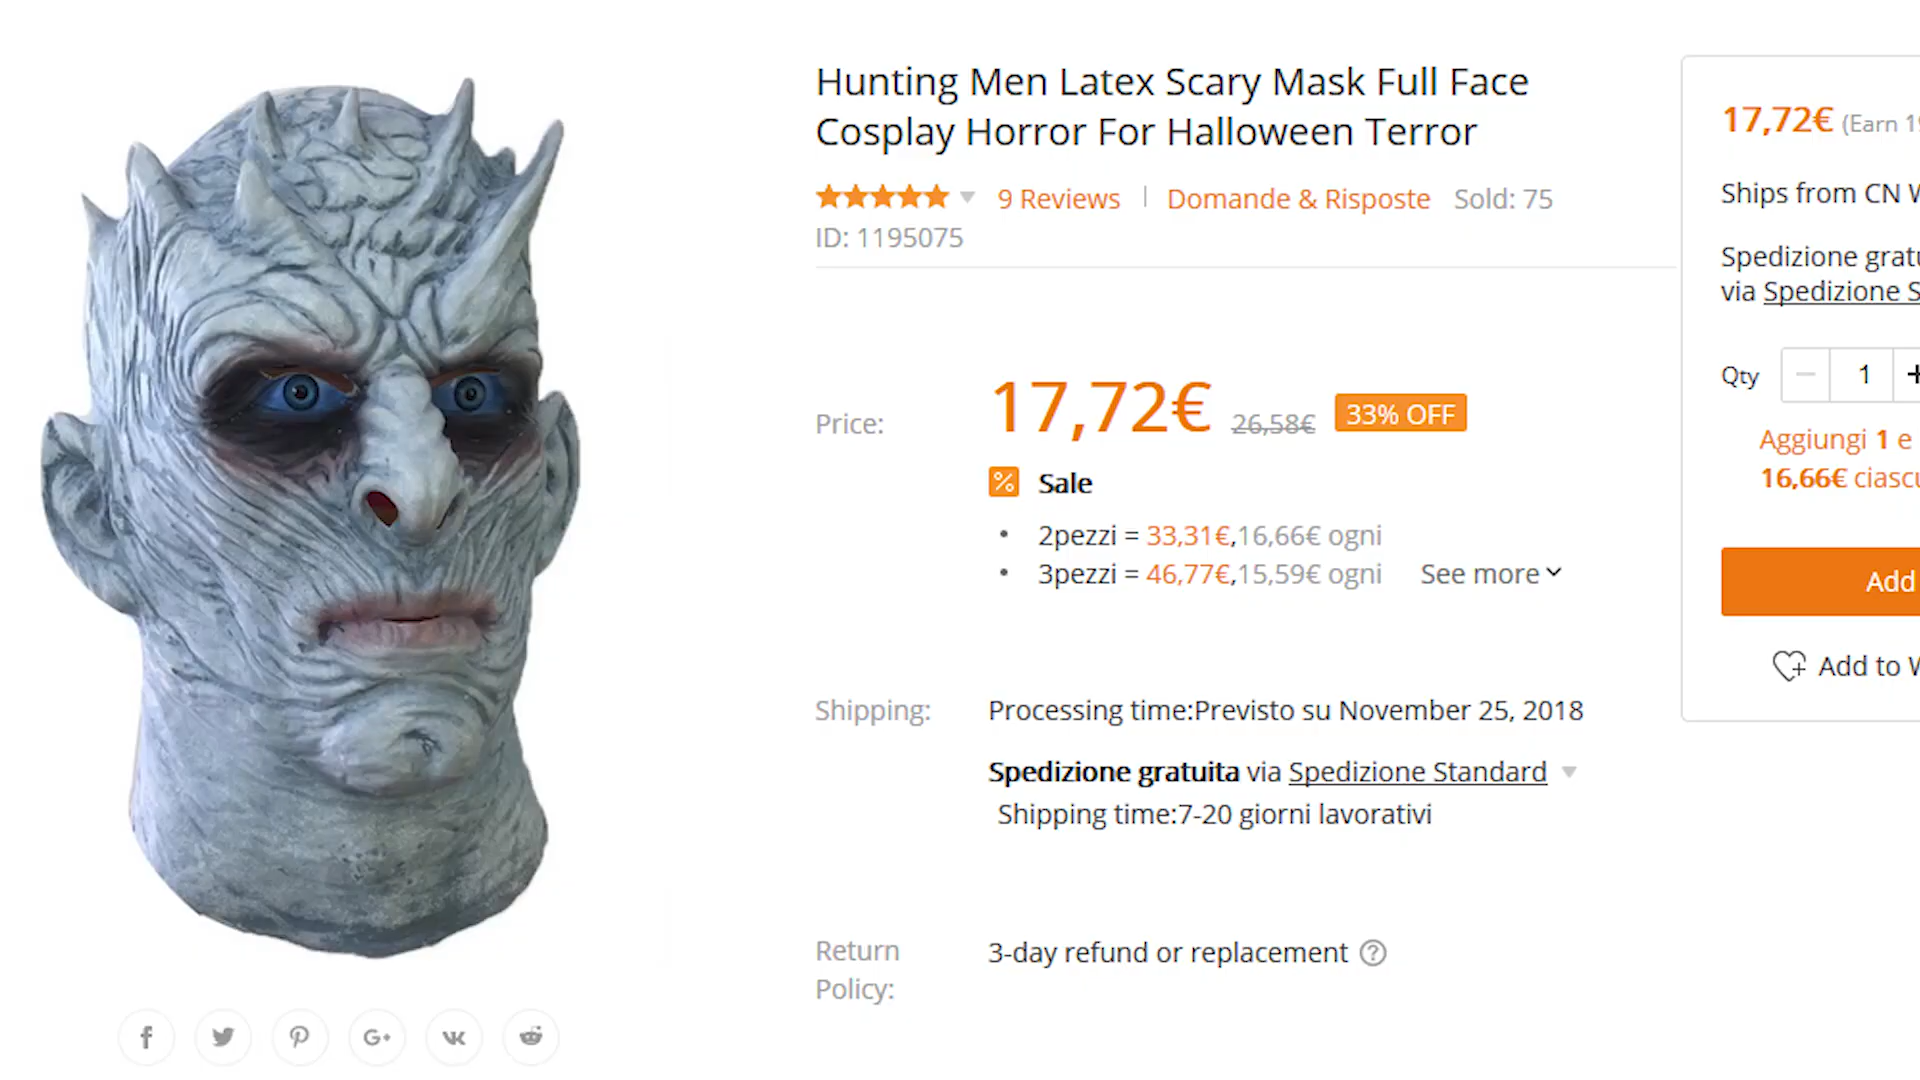 Hunting Men Latex Scary Mask Full Face
Cosplay Horror For Halloween Terror
9 Reviews
Domande & Risposte
Sold: 75
ID: 1195075
Price:
17,72€
26,58€
33% OFF
% Sale
• 2pezzi = 33,31€,16,66€ ogni
• 3pezzi = 46,77€,15,59€ ogni
See more
Shipping:
Processing time:Previsto su November 25, 2018
Spedizione gratuita via Spedizione Standard
Shipping time:7-20 giorni lavorativi
Return
Policy:
3-day refund or replacement ?
17,72€ (Earn
Ships from CN
Spedizione
via Spedizione
Qty
1
+
Aggiungi 1 e
16,66€
Add
Add to
f
G+